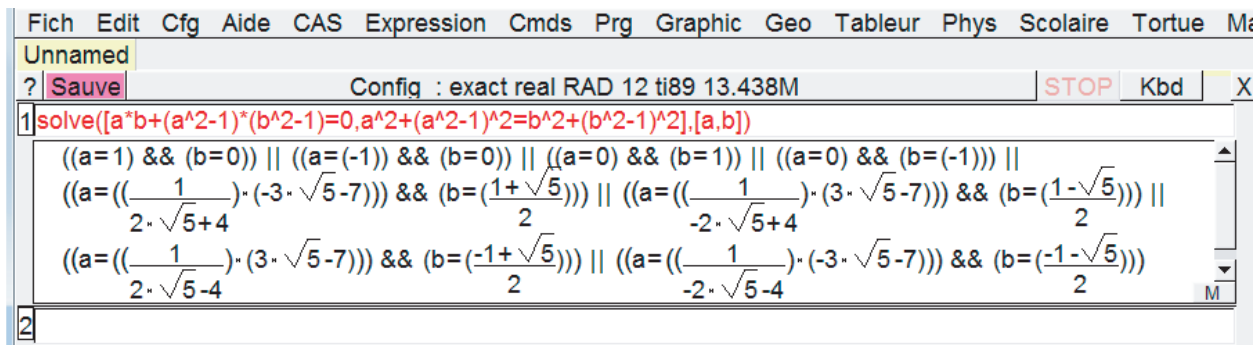 Fich Edit Cfg Aide CAS Expression Cmds Prg Graphic Geo Tableur Phys Scolaire Tortue
Unnamed
? Sauve Config : exact real RAD 12 ti89 13.438M STOP Kbd X
1 solve([a*b+(a^2-1)*(b^2-1)=0,a^2+(a^2-1)^2=b^2+(b^2-1)^2],[a,b])
((a=1) && (b=0)) || ((a=(-1)) && (b=0)) || ((a=0) && (b=1)) || ((a=0) && (b=(-1))) ||
((a=((1/(2·√5+4))·(-3·√5-7))) && (b=((1+√5)/2))) || ((a=((1/(-2·√5+4))·(3·√5-7))) && (b=((1-√5)/2))) ||
((a=((1/(2·√5-4))·(3·√5-7))) && (b=((-1+√5)/2))) || ((a=((1/(-2·√5-4))·(-3·√5-7))) && (b=((-1-√5)/2)))
M
2